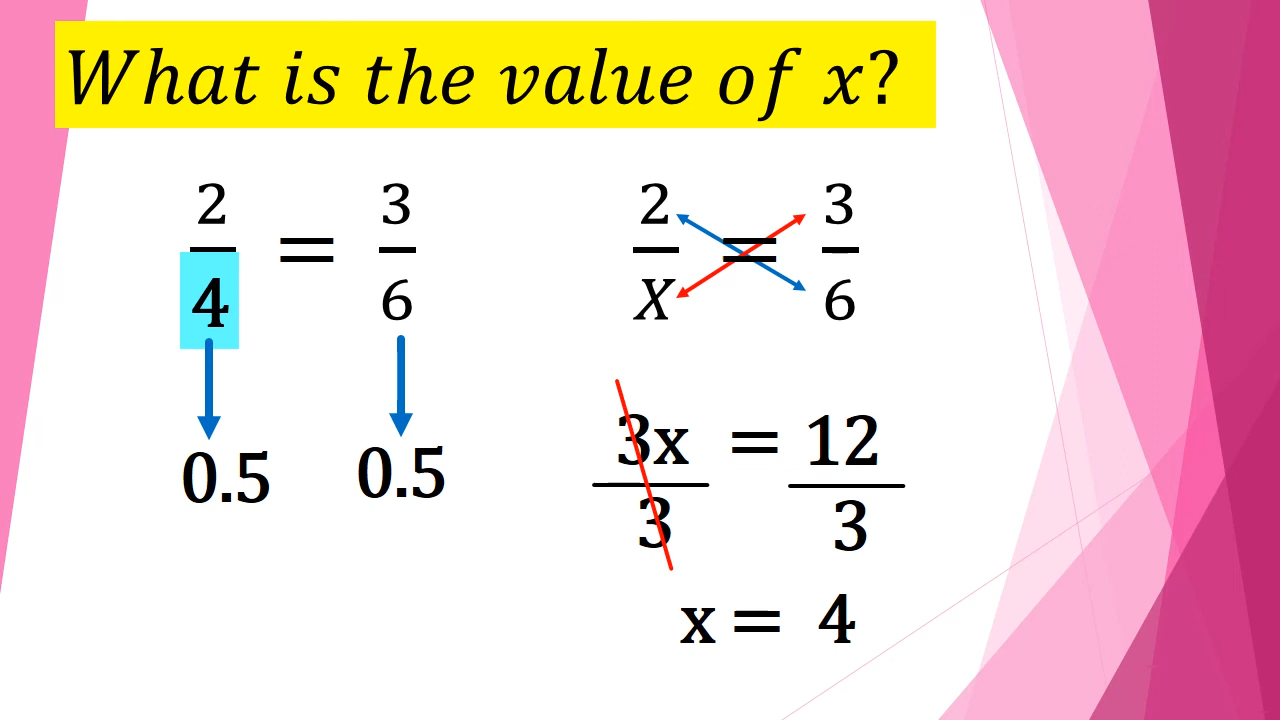 What is the value of x?
2/4 = 3/6
0.5 0.5
2/X = 3/6
3x/3 = 12/3
x = 4